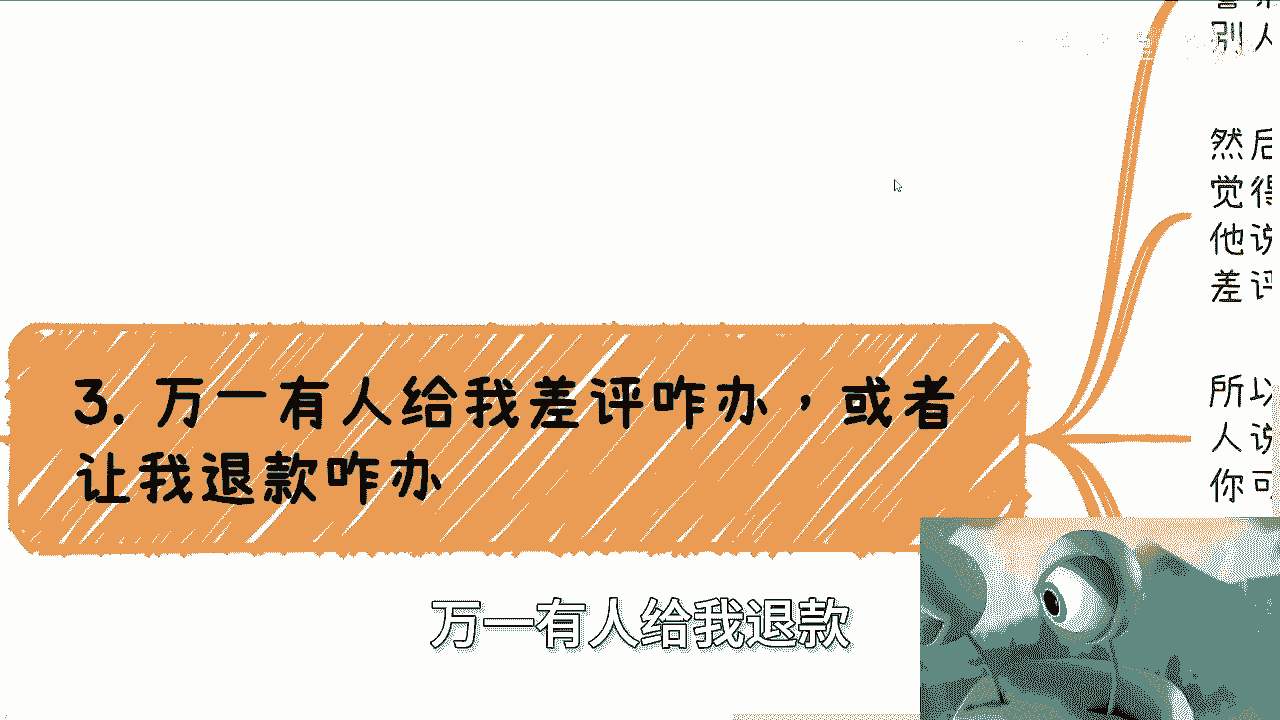 别人
然后
觉得
他说
差评
3. 万一有人给我差评咋办，或者
让我退款咋办
所以
人说
你可
万一有人给我退款